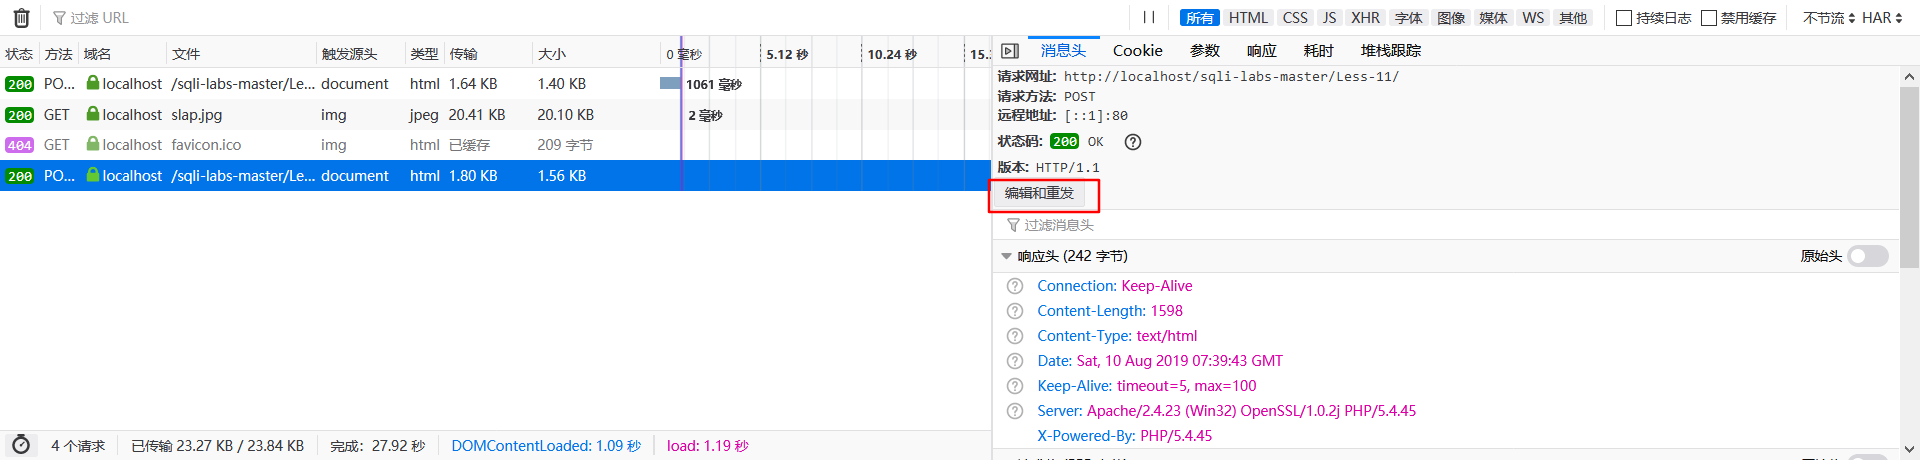 过滤 URL
所有 HTML CSS JS XHR 字体 图像 媒体 WS 其他 持续日志 禁用缓存 不节流 HAR
状态 方法 域名 文件 触发源头 类型 传输 大小 0 毫秒 5.12 秒 10.24 秒 15.
200 PO... localhost /sqli-labs-master/Le... document html 1.64 KB 1.40 KB 1061 毫秒
200 GET localhost slap.jpg img jpeg 20.41 KB 20.10 KB 2 毫秒
404 GET localhost favicon.ico img html 已缓存 209 字节
200 PO... localhost /sqli-labs-master/Le... document html 1.80 KB 1.56 KB
4 个请求 已传输 23.27 KB / 23.84 KB 完成：27.92 秒 DOMContentLoaded: 1.09 秒 load: 1.19 秒
消息头 Cookie 参数 响应 耗时 堆栈跟踪
请求网址: http://localhost/sqli-labs-master/Less-11/
请求方法: POST
远程地址: [::1]:80
状态码: 200 OK
版本: HTTP/1.1
编辑和重发
过滤消息头
响应头 (242 字节) 原始头
Connection: Keep-Alive
Content-Length: 1598
Content-Type: text/html
Date: Sat, 10 Aug 2019 07:39:43 GMT
Keep-Alive: timeout=5, max=100
Server: Apache/2.4.23 (Win32) OpenSSL/1.0.2j PHP/5.4.45
X-Powered-By: PHP/5.4.45